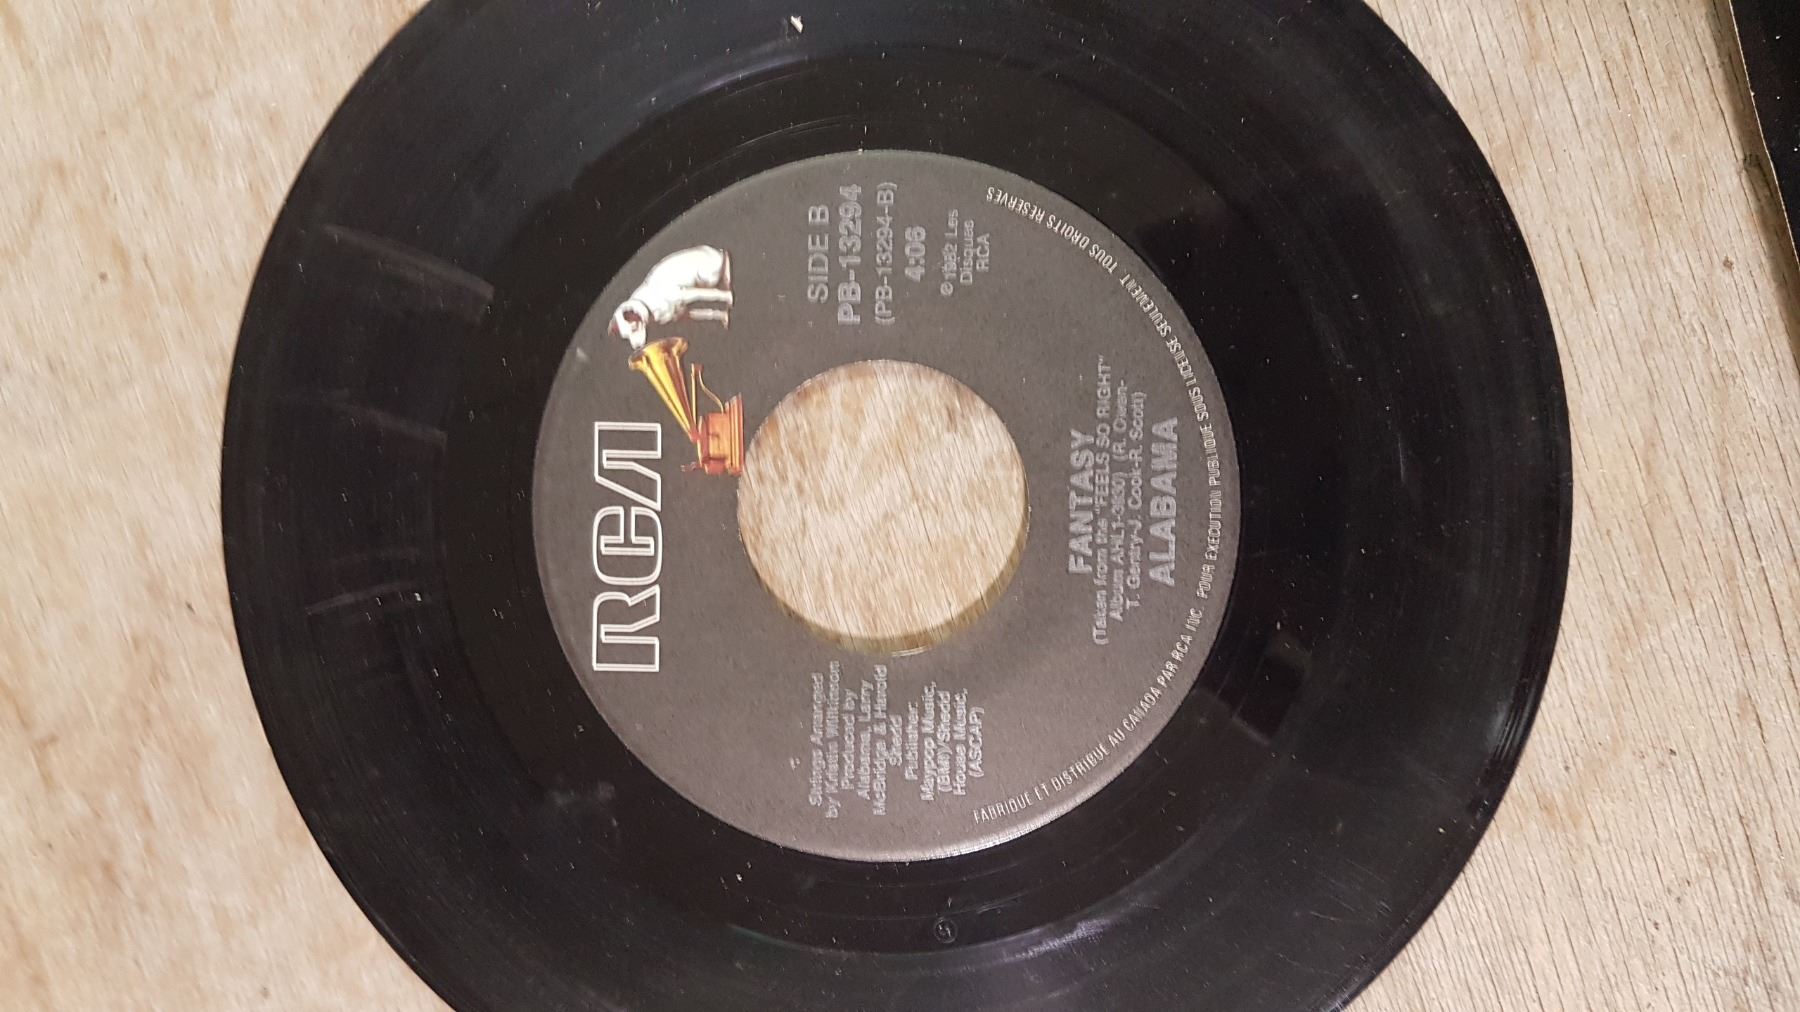 RCA
SIDE B
PB-13294
(PB-13294-B)
4:06
℗1982 Les
Disques
RCA
Strings Arranged
by Kristin Wilkinson
Produced by
Alabama, Larry
McBridge & Harold
Shedd
Publisher:
Maypop Music,
(BMI)/Shedd
House Music,
(ASCAP)
FANTASY
(Taken from the "FEELS SO RIGHT"
Album AHL1-3930) (R. Owen-
T. Gentry-J. Cook-R. Scott)
ALABAMA
FABRIQUE ET DISTRIBUE AU CANADA PAR RCA INC. POUR EXECUTION PUBLIQUE SOUS LICENSE SEULEMENT TOUS DROITS RESERVES